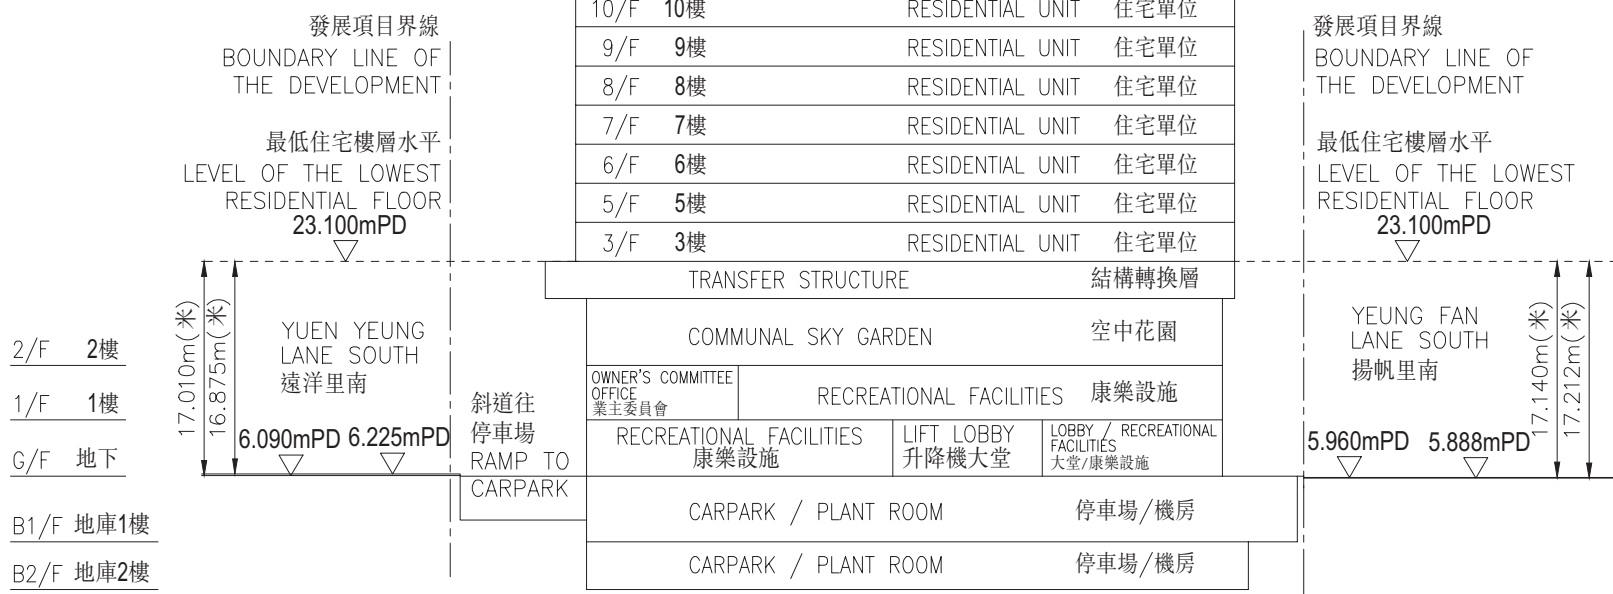 10/F 10樓 RESIDENTIAL UNIT 住宅單位
9/F 9樓 RESIDENTIAL UNIT 住宅單位
8/F 8樓 RESIDENTIAL UNIT 住宅單位
7/F 7樓 RESIDENTIAL UNIT 住宅單位
6/F 6樓 RESIDENTIAL UNIT 住宅單位
5/F 5樓 RESIDENTIAL UNIT 住宅單位
3/F 3樓 RESIDENTIAL UNIT 住宅單位
TRANSFER STRUCTURE 結構轉換層
COMMUNAL SKY GARDEN 空中花園
OWNER'S COMMITTEE
OFFICE
業主委員會
RECREATIONAL FACILITIES 康樂設施
RECREATIONAL FACILITIES
康樂設施
LIFT LOBBY
升降機大堂
LOBBY / RECREATIONAL
FACILITIES
大堂/康樂設施
CARPARK / PLANT ROOM 停車場/機房
CARPARK / PLANT ROOM 停車場/機房
發展項目界線
BOUNDARY LINE OF
THE DEVELOPMENT
最低住宅樓層水平
LEVEL OF THE LOWEST
RESIDENTIAL FLOOR
23.100mPD
17.010m(米)
16.875m(米)
YUEN YEUNG
LANE SOUTH
遠洋里南
6.090mPD 6.225mPD
斜道往
停車場
RAMP TO
CARPARK
2/F 2樓
1/F 1樓
G/F 地下
B1/F 地庫1樓
B2/F 地庫2樓
發展項目界線
BOUNDARY LINE OF
THE DEVELOPMENT
最低住宅樓層水平
LEVEL OF THE LOWEST
RESIDENTIAL FLOOR
23.100mPD
YEUNG FAN
LANE SOUTH
揚帆里南
17.140m(米)
17.212m(米)
5.960mPD 5.888mPD